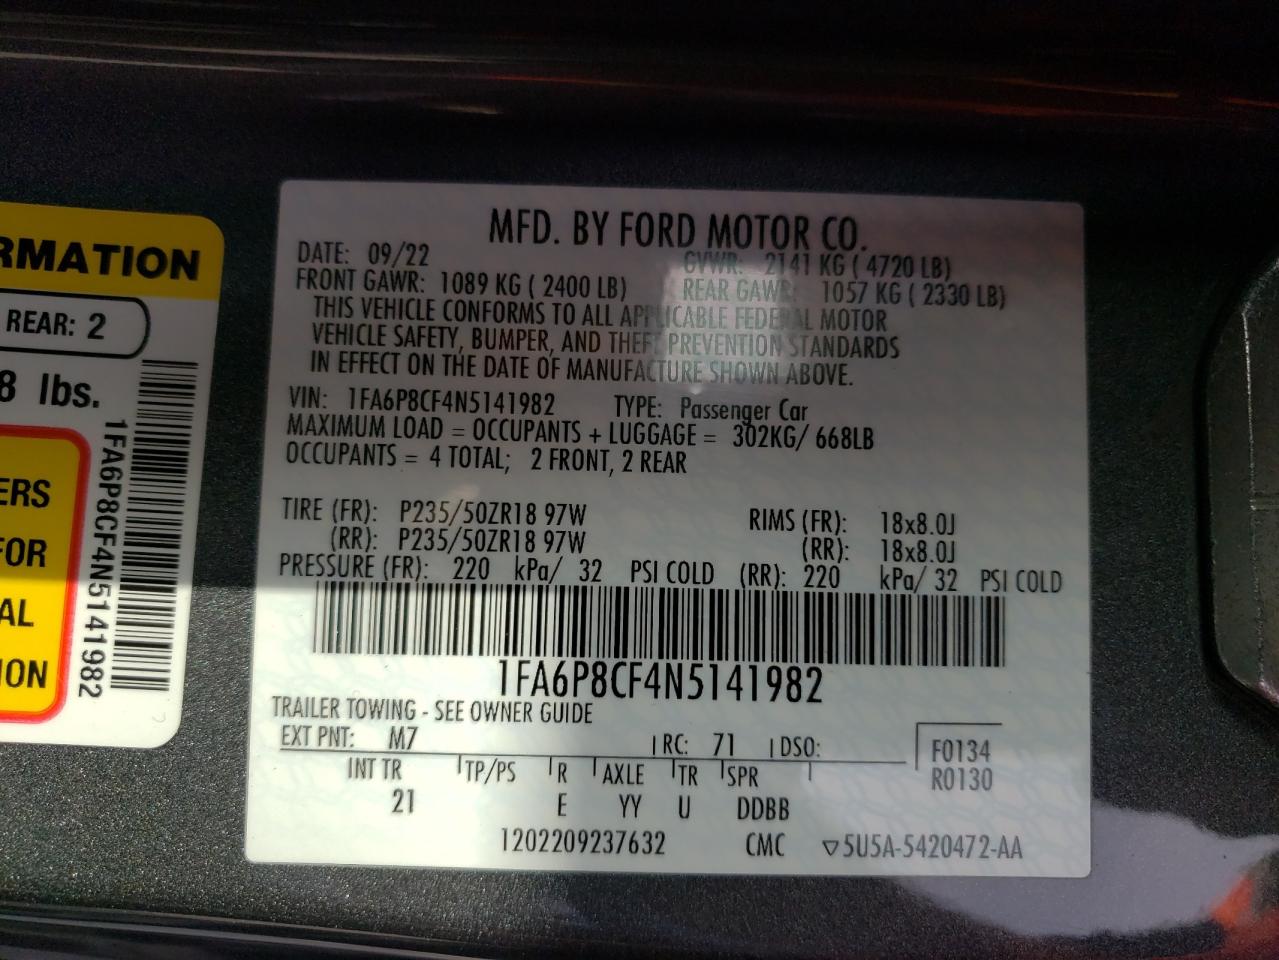 RMATION
REAR: 2
8 lbs.
ERS
FOR
AL
ION
1FA6P8CF4N5141982
MFD. BY FORD MOTOR CO.
DATE: 09/22 GVWR: 2141 KG ( 4720 LB)
FRONT GAWR: 1089 KG ( 2400 LB) REAR GAWR: 1057 KG ( 2330 LB)
THIS VEHICLE CONFORMS TO ALL APPLICABLE FEDERAL MOTOR
VEHICLE SAFETY, BUMPER, AND THEFT PREVENTION STANDARDS
IN EFFECT ON THE DATE OF MANUFACTURE SHOWN ABOVE.
VIN: 1FA6P8CF4N5141982 TYPE: Passenger Car
MAXIMUM LOAD = OCCUPANTS + LUGGAGE = 302KG/ 668LB
OCCUPANTS = 4 TOTAL; 2 FRONT, 2 REAR
TIRE (FR): P235/50ZR18 97W RIMS (FR): 18x8.0J
(RR): P235/50ZR18 97W (RR): 18x8.0J
PRESSURE (FR): 220 kPa/ 32 PSI COLD (RR): 220 kPa/ 32 PSI COLD
1FA6P8CF4N5141982
TRAILER TOWING - SEE OWNER GUIDE
EXT PNT: M7 RC: 71 DSO: F0134
INT TR TP/PS R AXLE TR SPR R0130
21 E YY U DDBB
1202209237632 CMC ▽5U5A-5420472-AA